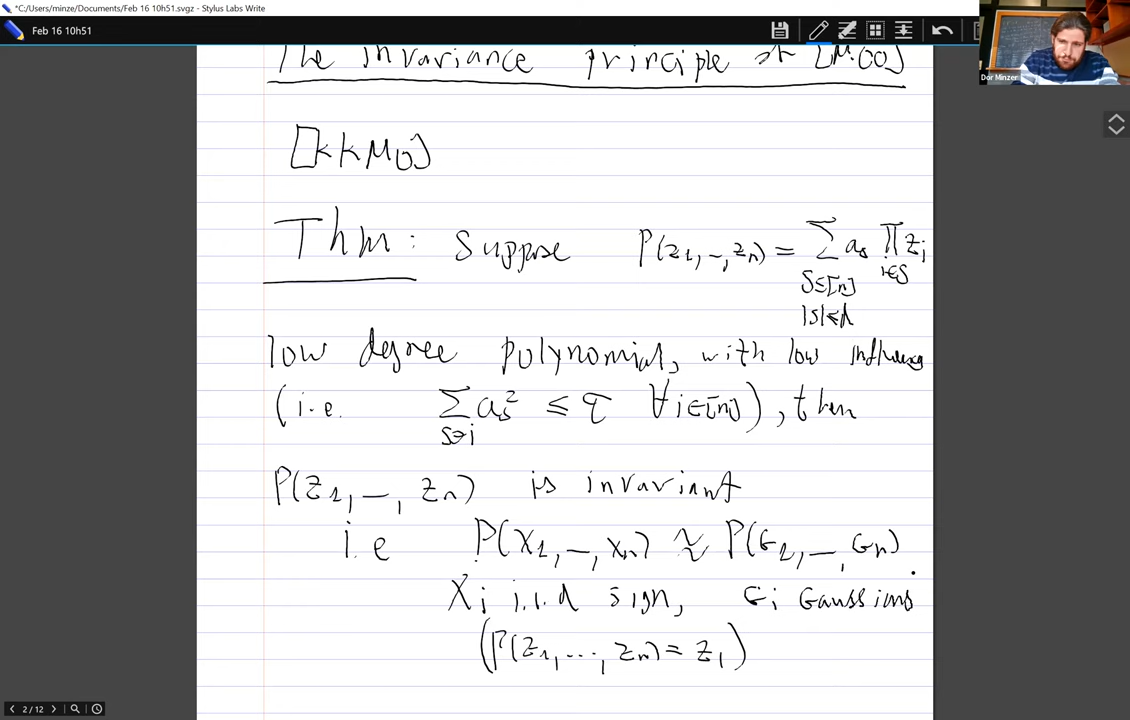 *C:/Users/minze/Documents/Feb 16 10h51.svgz - Stylus Labs Write
Feb 16 10h51
Dor Minzer
The invariance principle of [MOO]
[KKMO]
Thm: Suppose P(z1,–,zn) = ∑ as ∏ zi
S⊆[n] i∈S
|S|≤d
low degree polynomial, with low influences
(i.e. ∑ as² ≤ τ ∀i∈[n]), then
S∋i
P(z1,–,zn) is invariant
i.e P(x1,–,xn) ≈ P(G1,–,Gn)
xi i.i.d sign, Gi Gaussians
(P(z1,...,zn) = z1)
2 / 12